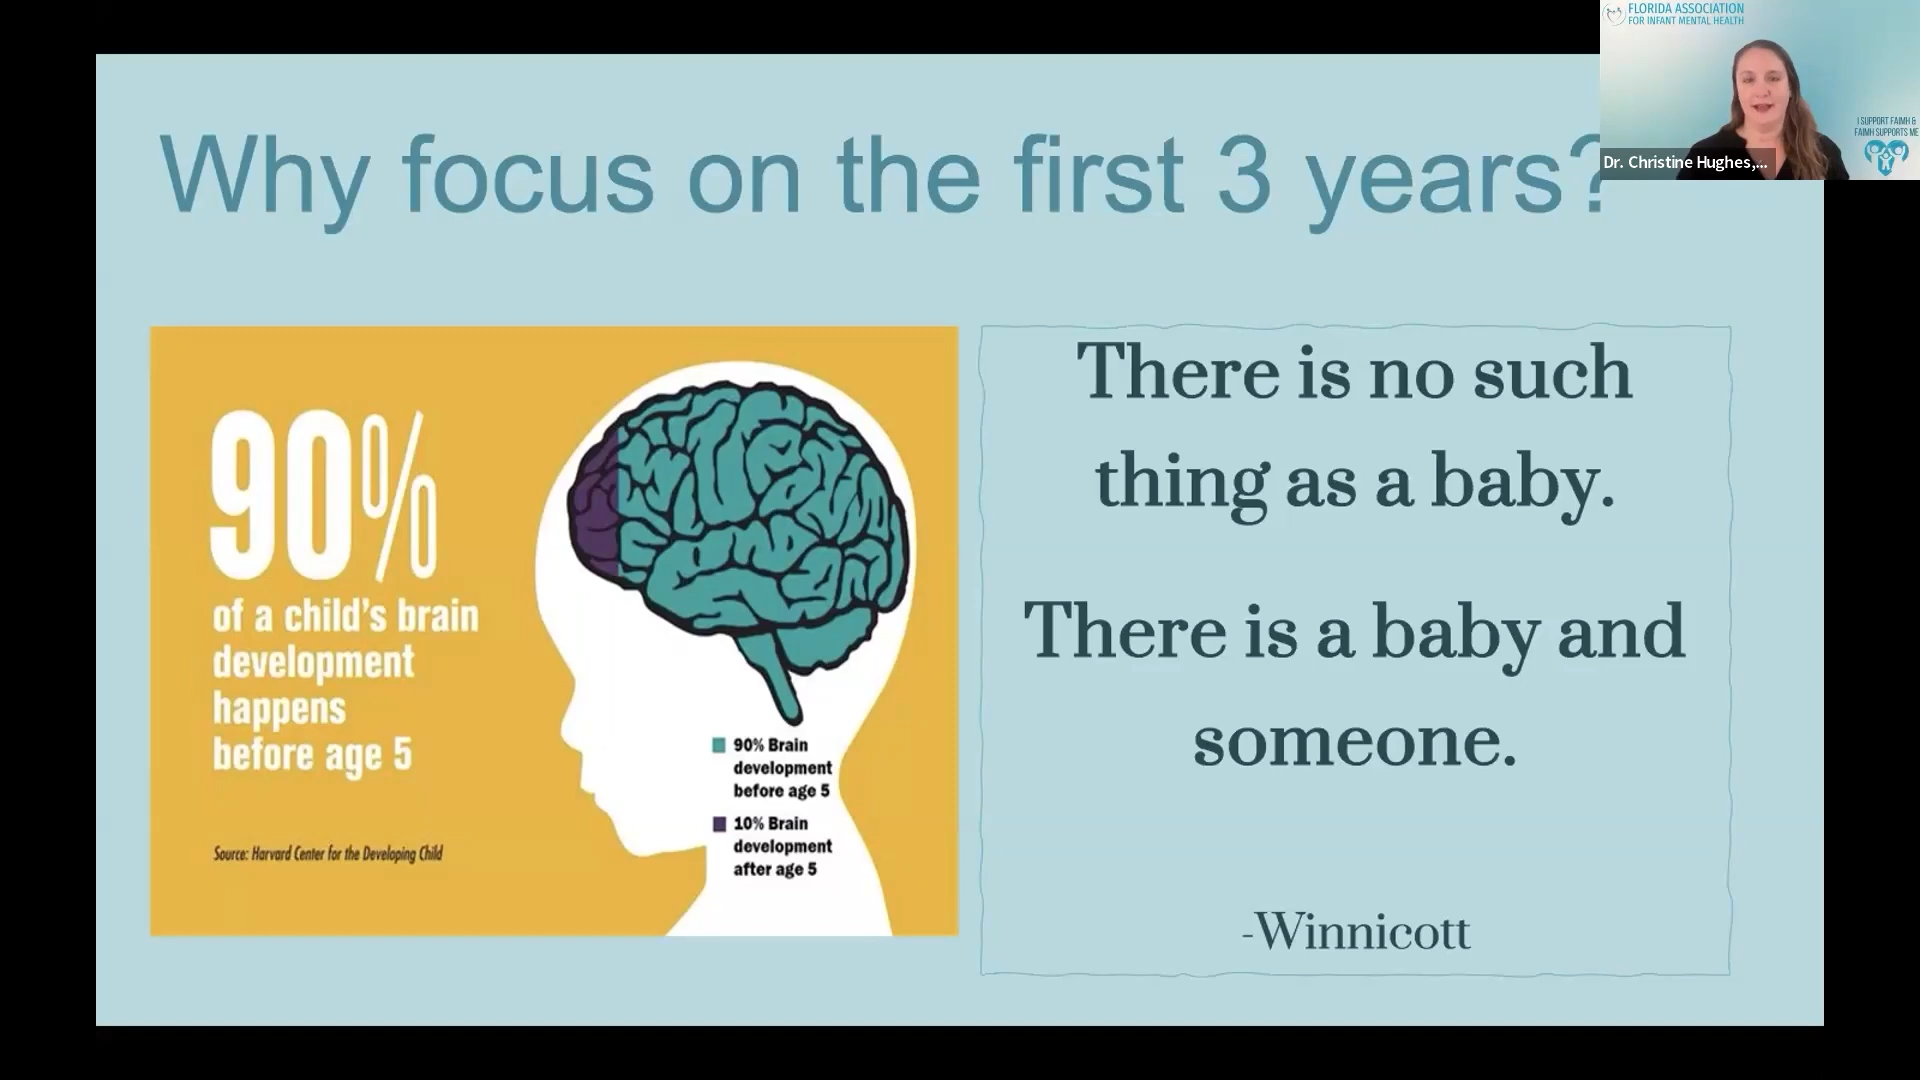 FLORIDA ASSOCIATION
FOR INFANT MENTAL HEALTH
I SUPPORT FAIMH &
FAIMH SUPPORTS ME
Dr. Christine Hughes,...
Why focus on the first 3 years?
90%
of a child's brain
development
happens
before age 5
Source: Harvard Center for the Developing Child
90% Brain
development
before age 5
10% Brain
development
after age 5
There is no such
thing as a baby.
There is a baby and
someone.
-Winnicott